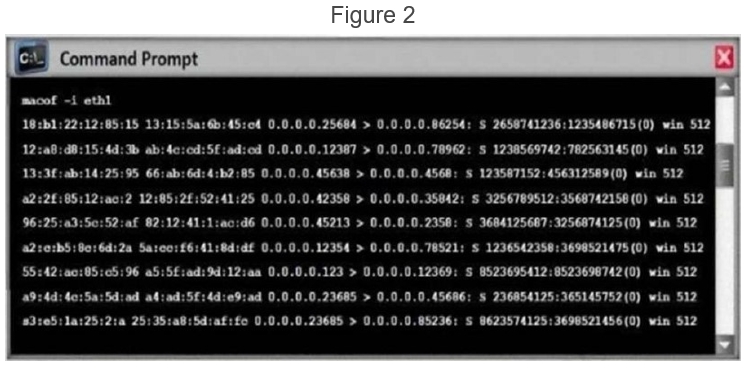 Figure 2
C:\_ Command Prompt
macof -i eth1
18:b1:22:12:85:15 13:15:5a:6b:45:c4 0.0.0.0.25684 > 0.0.0.0.86254: S 2658741236:1235486715(0) win 512
12:a8:d8:15:4d:3b ab:4c:cd:5f:ad:cd 0.0.0.0.12387 > 0.0.0.0.78962: S 1238569742:782563145(0) win 512
13:3f:ab:14:25:95 66:ab:6d:4:b2:85 0.0.0.0.45638 > 0.0.0.0.4568: S 123587152:456312589(0) win 512
a2:2f:85:12:ac:2 12:85:2f:52:41:25 0.0.0.0.42358 > 0.0.0.0.35842: S 3256789512:3568742158(0) win 512
96:25:a3:5c:52:af 82:12:41:1:ac:d6 0.0.0.0.45213 > 0.0.0.0.2358: S 3684125687:3256874125(0) win 512
a2:c:b5:8c:6d:2a 5a:cc:f6:41:8d:df 0.0.0.0.12354 > 0.0.0.0.78521: S 1236542358:3698521475(0) win 512
55:42:ac:85:c5:96 a5:5f:ad:9d:12:aa 0.0.0.0.123 > 0.0.0.0.12369: S 8523695412:8523698742(0) win 512
a9:4d:4c:5a:5d:ad a4:ad:5f:4d:e9:ad 0.0.0.0.23685 > 0.0.0.0.45686: S 236854125:365145752(0) win 512
a3:e5:1a:25:2:a 25:35:a8:5d:af:fc 0.0.0.0.23685 > 0.0.0.0.85236: S 8623574125:3698521456(0) win 512